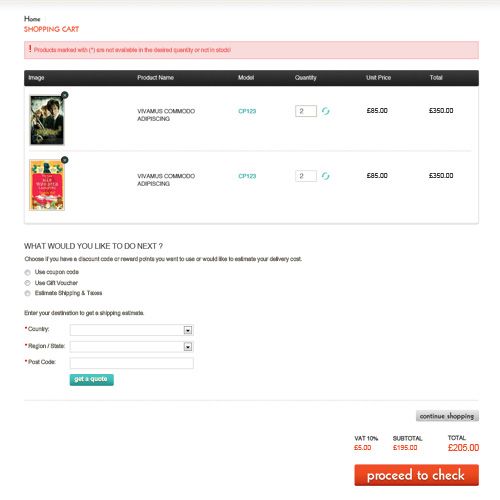 Home
SHOPPING CART
! Products marked with (*) are not available in the desired quantity or not in stock!
Image Product Name Model Quantity Unit Price Total
VIVAMUS COMMODO ADIPISCING CP123 2 £85.00 £350.00
VIVAMUS COMMODO ADIPISCING CP123 2 £85.00 £350.00
WHAT WOULD YOU LIKE TO DO NEXT ?
Choose if you have a discount code or reward points you want to use or would like to estimate your delivery cost.
Use coupon code
Use Gift Voucher
Estimate Shipping & Taxes
Enter your destination to get a shipping estimate.
* Country:
* Region / State:
* Post Code:
get a quote
continue shopping
VAT 10% SUBTOTAL TOTAL
£5.00 £195.00 £205.00
proceed to check